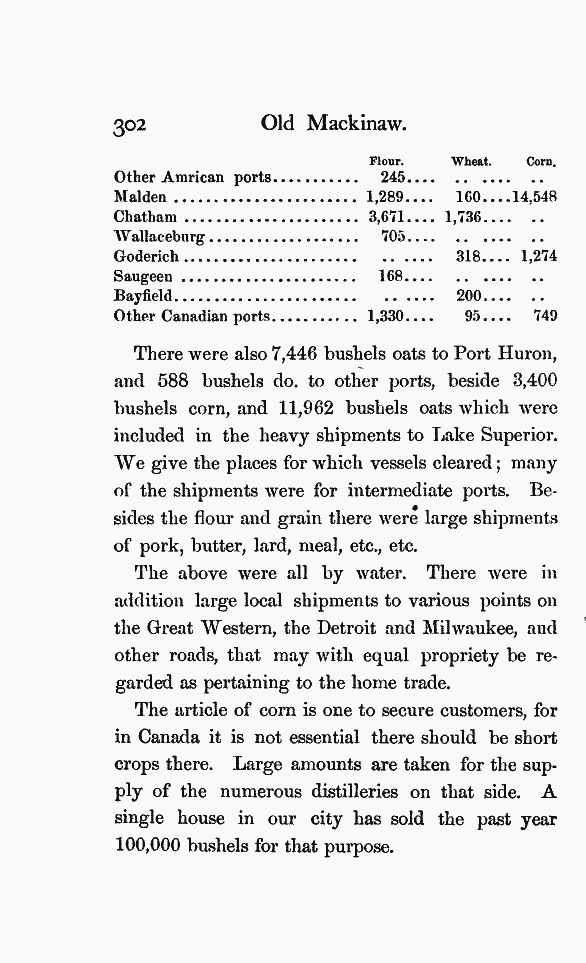 302 Old Mackinaw.
Flour. Wheat. Corn.
Other Amrican ports........... 245.... .. .... ..
Malden ....................... 1,289.... 160....14,548
Chatham ...................... 3,671.... 1,736.... ..
Wallaceburg................... 705.... .. .... ..
Goderich ...................... .. .... 318.... 1,274
Saugeen ...................... 168.... .. .... ..
Bayfield....................... .. .... 200.... ..
Other Canadian ports........... 1,330.... 95.... 749
There were also 7,446 bushels oats to Port Huron,
and 588 bushels do. to other ports, beside 3,400
bushels corn, and 11,962 bushels oats which were
included in the heavy shipments to Lake Superior.
We give the places for which vessels cleared; many
of the shipments were for intermediate ports. Be-
sides the flour and grain there were large shipments
of pork, butter, lard, meal, etc., etc.
The above were all by water. There were in
addition large local shipments to various points on
the Great Western, the Detroit and Milwaukee, and
other roads, that may with equal propriety be re-
garded as pertaining to the home trade.
The article of corn is one to secure customers, for
in Canada it is not essential there should be short
crops there. Large amounts are taken for the sup-
ply of the numerous distilleries on that side. A
single house in our city has sold the past year
100,000 bushels for that purpose.